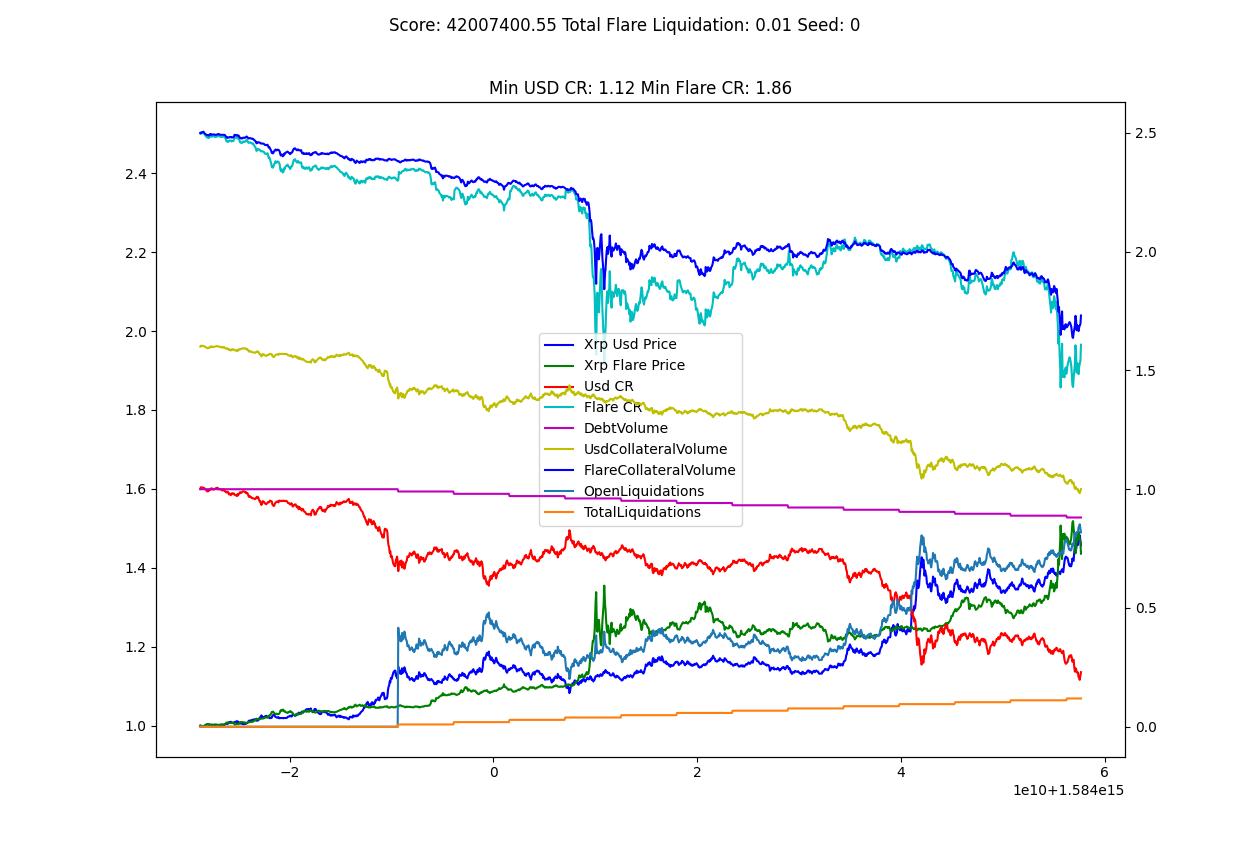 Score: 42007400.55 Total Flare Liquidation: 0.01 Seed: 0
Min USD CR: 1.12 Min Flare CR: 1.86
2.4
2.2
2.0
1.8
1.6
1.4
1.2
1.0
2.5
2.0
1.5
1.0
0.5
0.0
Xrp Usd Price
Xrp Flare Price
Usd CR
Flare CR
DebtVolume
UsdCollateralVolume
FlareCollateralVolume
OpenLiquidations
TotalLiquidations
−2
0
2
4
6
1e10+1.584e15